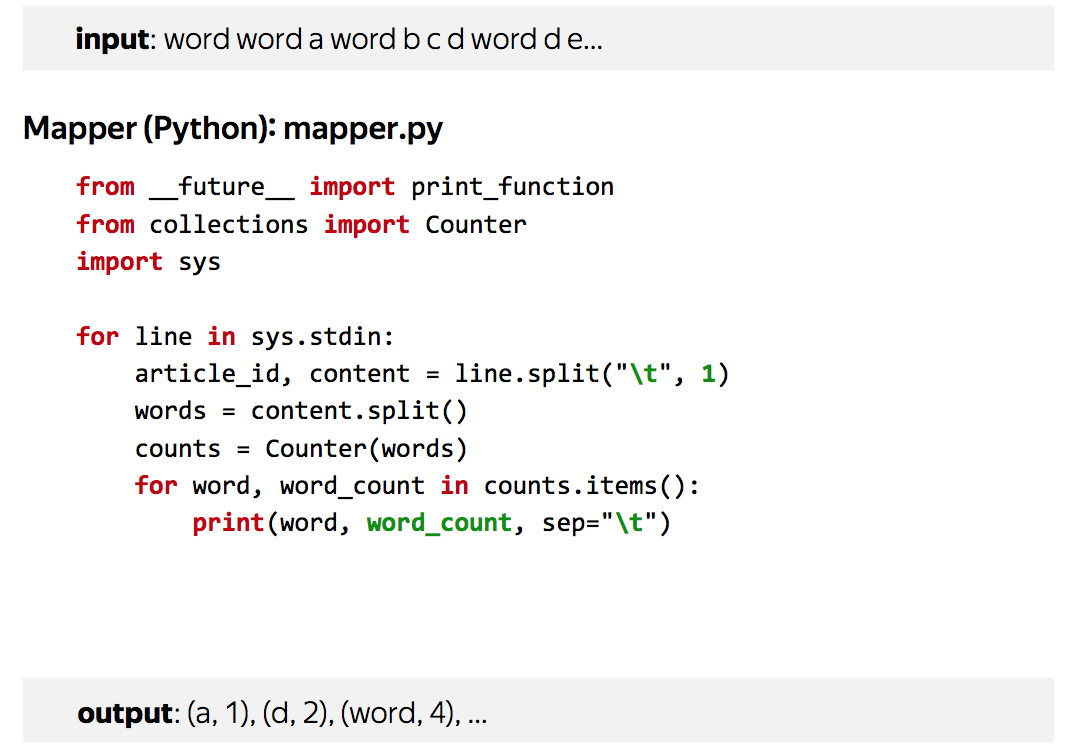 input: word word a word b c d word d e...
Mapper (Python): mapper.py
from __future__ import print_function
from collections import Counter
import sys
for line in sys.stdin:
    article_id, content = line.split("\t", 1)
    words = content.split()
    counts = Counter(words)
    for word, word_count in counts.items():
        print(word, word_count, sep="\t")
output: (a, 1), (d, 2), (word, 4), ...